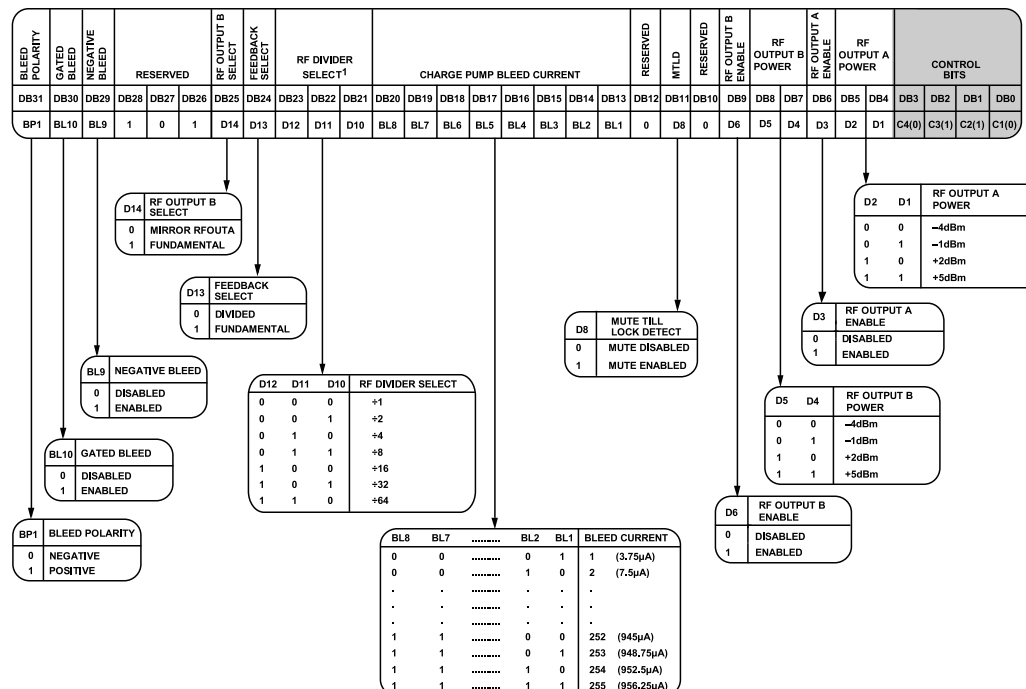 BLEED POLARITY
GATED BLEED
NEGATIVE BLEED
RESERVED
RF OUTPUT B SELECT
FEEDBACK SELECT
RF DIVIDER SELECT1
CHARGE PUMP BLEED CURRENT
RESERVED
MTLD
RESERVED
RF OUTPUT B ENABLE
RF OUTPUT B POWER
RF OUTPUT A ENABLE
RF OUTPUT A POWER
CONTROL BITS
DB31 DB30 DB29 DB28 DB27 DB26 DB25 DB24 DB23 DB22 DB21 DB20 DB19 DB18 DB17 DB16 DB15 DB14 DB13 DB12 DB11 DB10 DB9 DB8 DB7 DB6 DB5 DB4 DB3 DB2 DB1 DB0
BP1 BL10 BL9 1 0 1 D14 D13 D12 D11 D10 BL8 BL7 BL6 BL5 BL4 BL3 BL2 BL1 0 D8 0 D6 D5 D4 D3 D2 D1 C4(0) C3(1) C2(1) C1(0)
D14 RF OUTPUT B SELECT
0 MIRROR RFOUTA
1 FUNDAMENTAL
D13 FEEDBACK SELECT
0 DIVIDED
1 FUNDAMENTAL
BL9 NEGATIVE BLEED
0 DISABLED
1 ENABLED
BL10 GATED BLEED
0 DISABLED
1 ENABLED
BP1 BLEED POLARITY
0 NEGATIVE
1 POSITIVE
D12 D11 D10 RF DIVIDER SELECT
0 0 0 ÷1
0 0 1 ÷2
0 1 0 ÷4
0 1 1 ÷8
1 0 0 ÷16
1 0 1 ÷32
1 1 0 ÷64
BL8 BL7 .......... BL2 BL1 BLEED CURRENT
0 0 .......... 0 1 1 (3.75µA)
0 0 .......... 1 0 2 (7.5µA)
. . .......... . . .
. . .......... . . .
. . .......... . . .
1 1 .......... 0 0 252 (945µA)
1 1 .......... 0 1 253 (948.75µA)
1 1 .......... 1 0 254 (952.5µA)
1 1 .......... 1 1 255 (956.25µA)
D8 MUTE TILL LOCK DETECT
0 MUTE DISABLED
1 MUTE ENABLED
D2 D1 RF OUTPUT A POWER
0 0 –4dBm
0 1 –1dBm
1 0 +2dBm
1 1 +5dBm
D3 RF OUTPUT A ENABLE
0 DISABLED
1 ENABLED
D5 D4 RF OUTPUT B POWER
0 0 –4dBm
0 1 –1dBm
1 0 +2dBm
1 1 +5dBm
D6 RF OUTPUT B ENABLE
0 DISABLED
1 ENABLED